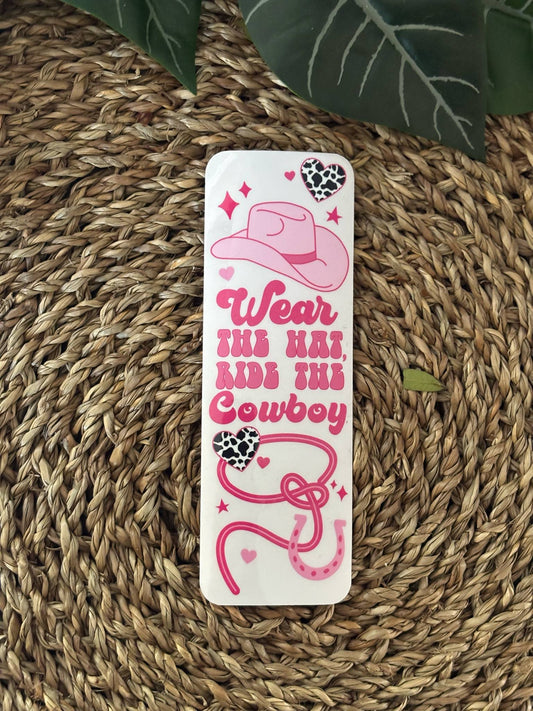 Wear
THE HAT,
RIDE THE
Cowboy